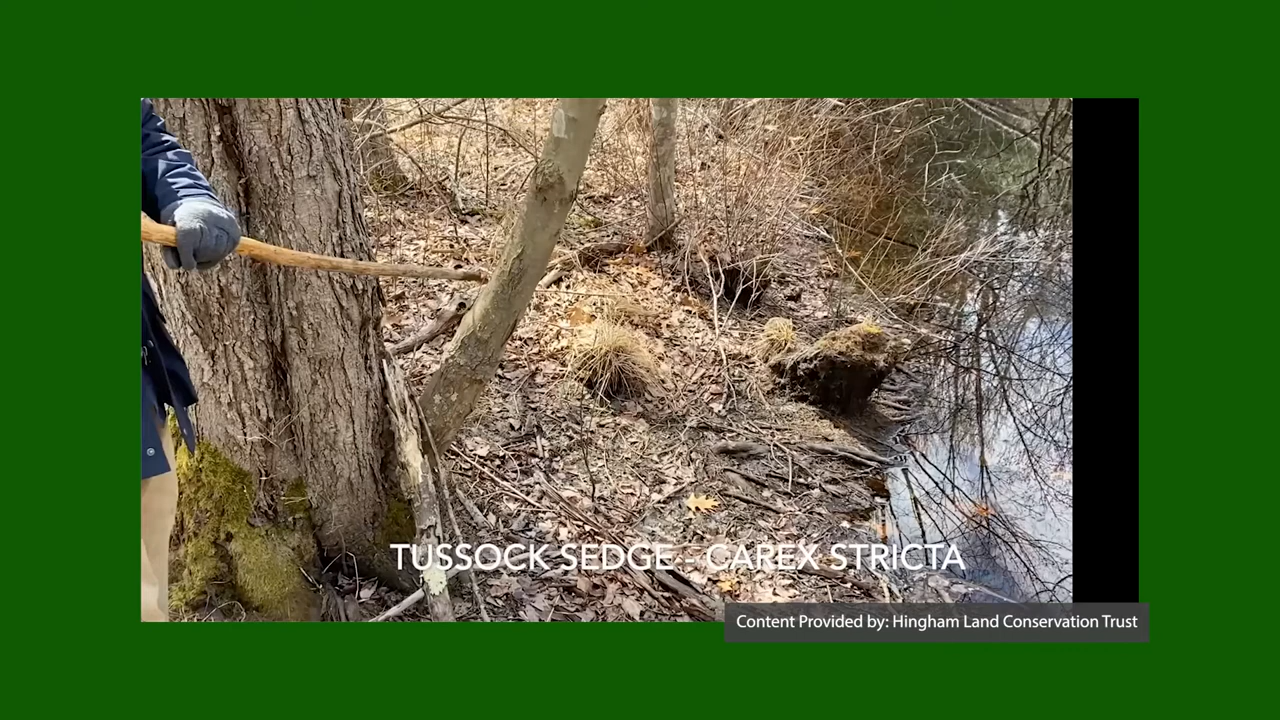 TUSSOCK SEDGE - CAREX STRICTA
Content Provided by: Hingham Land Conservation Trust